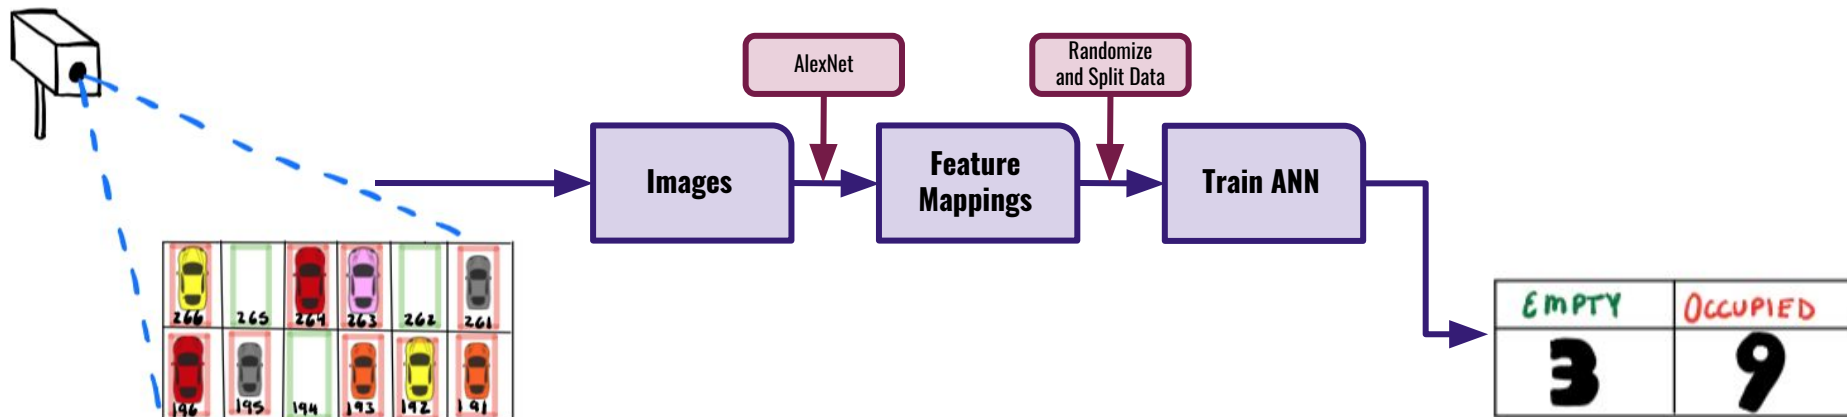 AlexNet
Randomize
and Split Data
Images
Feature
Mappings
Train ANN
266 265 264 263 262 261
196 195 194 193 192 191
EMPTY OCCUPIED
3 9